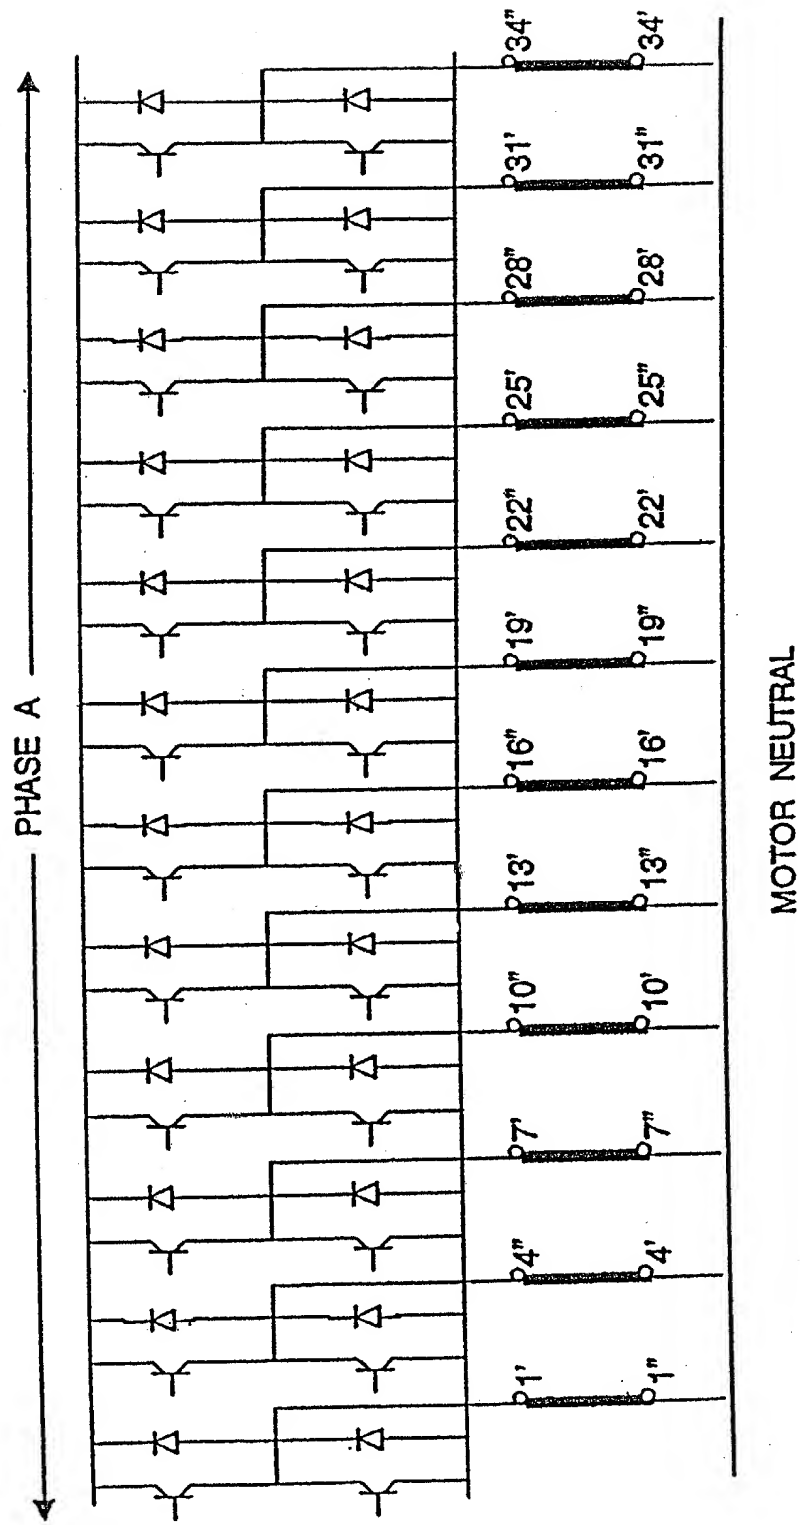 PHASE A
1' 4" 7' 10" 13' 16" 19' 22" 25' 28" 31' 34"
1" 4' 7" 10' 13" 16' 19" 22' 25" 28' 31" 34'
MOTOR NEUTRAL